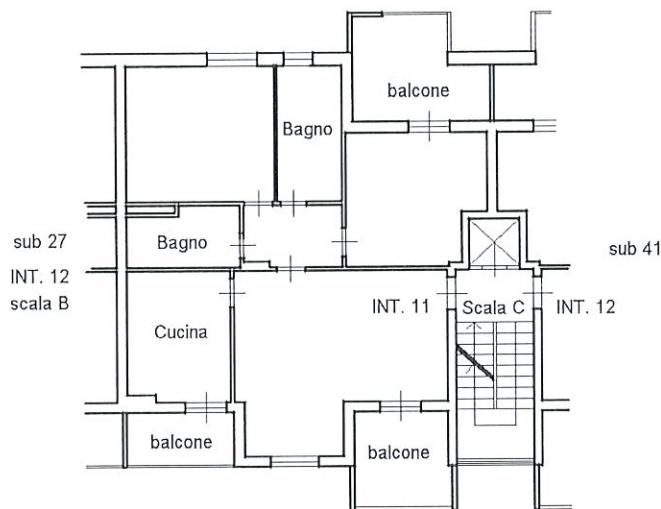 balcone
Bagno
sub 27
Bagno
sub 41
INT. 12
scala B
INT. 11
Scala C
INT. 12
Cucina
balcone
balcone